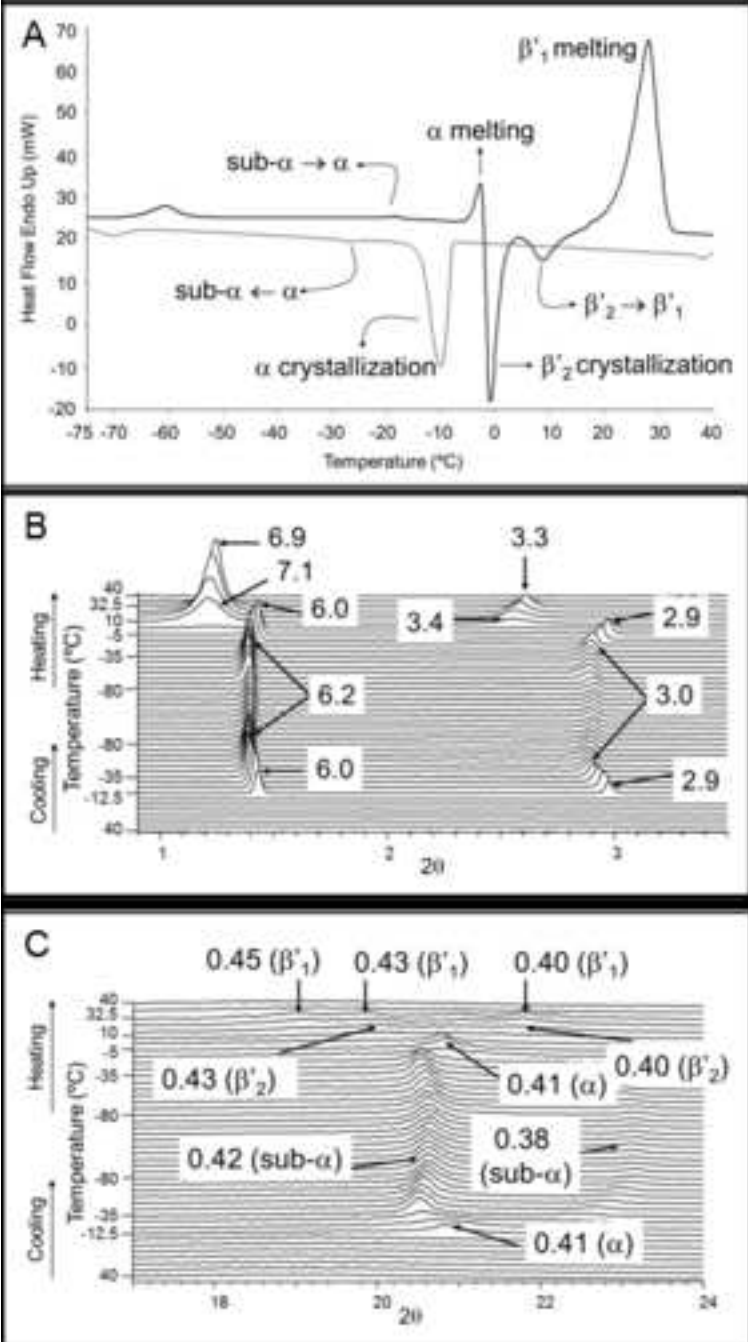 A
70
60
50
40
30
20
10
0
-10
-20
Heat Flow Endo Up (mW)
β'1 melting
α melting
sub-α → α
sub-α ← α
α crystallization
β'2 → β'1
β'2 crystallization
-75 -70 -60 -50 -40 -30 -20 -10 0 10 20 30 40
Temperature (ºC)
B
6.9
7.1
6.0
3.3
3.4
2.9
6.2
3.0
6.0
2.9
Heating
Cooling
Temperature (ºC)
40
32.5
10
-5
-35
-80
-80
-35
-12.5
40
1 2 3
2θ
C
0.45 (β'1) 0.43 (β'1) 0.40 (β'1)
0.43 (β'2)
0.41 (α)
0.40 (β'2)
0.42 (sub-α)
0.38
(sub-α)
0.41 (α)
Heating
Cooling
Temperature (ºC)
40
32.5
10
-5
-35
-80
-80
-35
-12.5
40
18 20 22 24
2θ